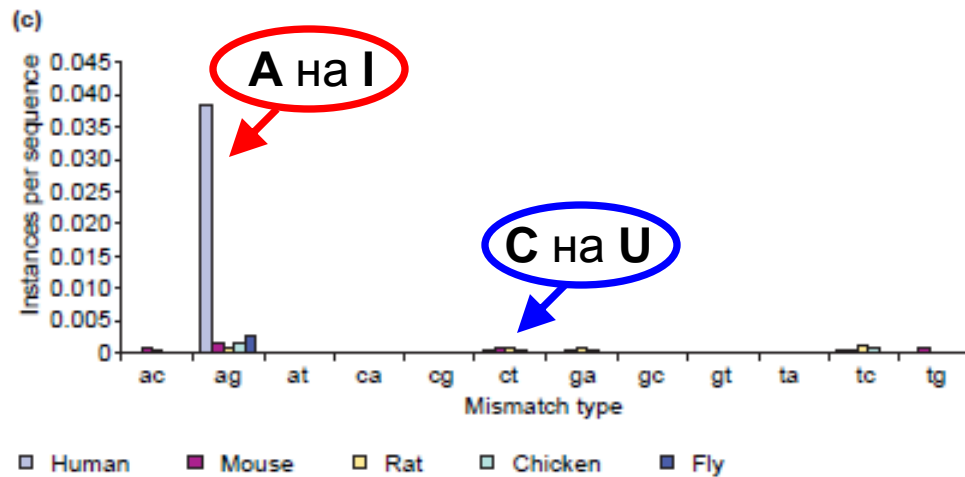 (c)
A на I
C на U
Instances per sequence
0.045
0.040
0.035
0.030
0.025
0.020
0.015
0.010
0.005
0
ac ag at ca cg ct ga gc gt ta tc tg
Mismatch type
Human Mouse Rat Chicken Fly